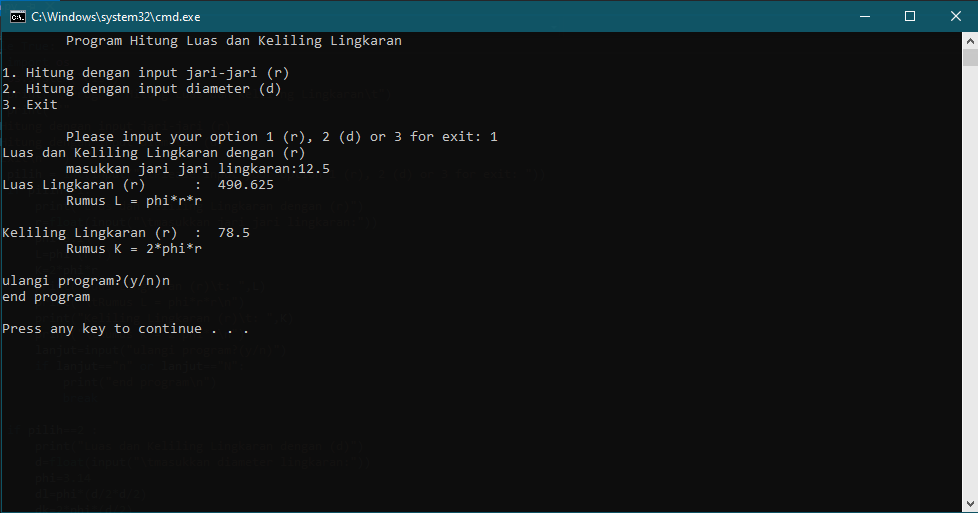 C:\Windows\system32\cmd.exe
Program Hitung Luas dan Keliling Lingkaran
1. Hitung dengan input jari-jari (r)
2. Hitung dengan input diameter (d)
3. Exit
Please input your option 1 (r), 2 (d) or 3 for exit: 1
Luas dan Keliling Lingkaran dengan (r)
masukkan jari jari lingkaran:12.5
Luas Lingkaran (r) : 490.625
Rumus L = phi*r*r
Keliling Lingkaran (r) : 78.5
Rumus K = 2*phi*r
ulangi program?(y/n)n
end program
Press any key to continue . . .